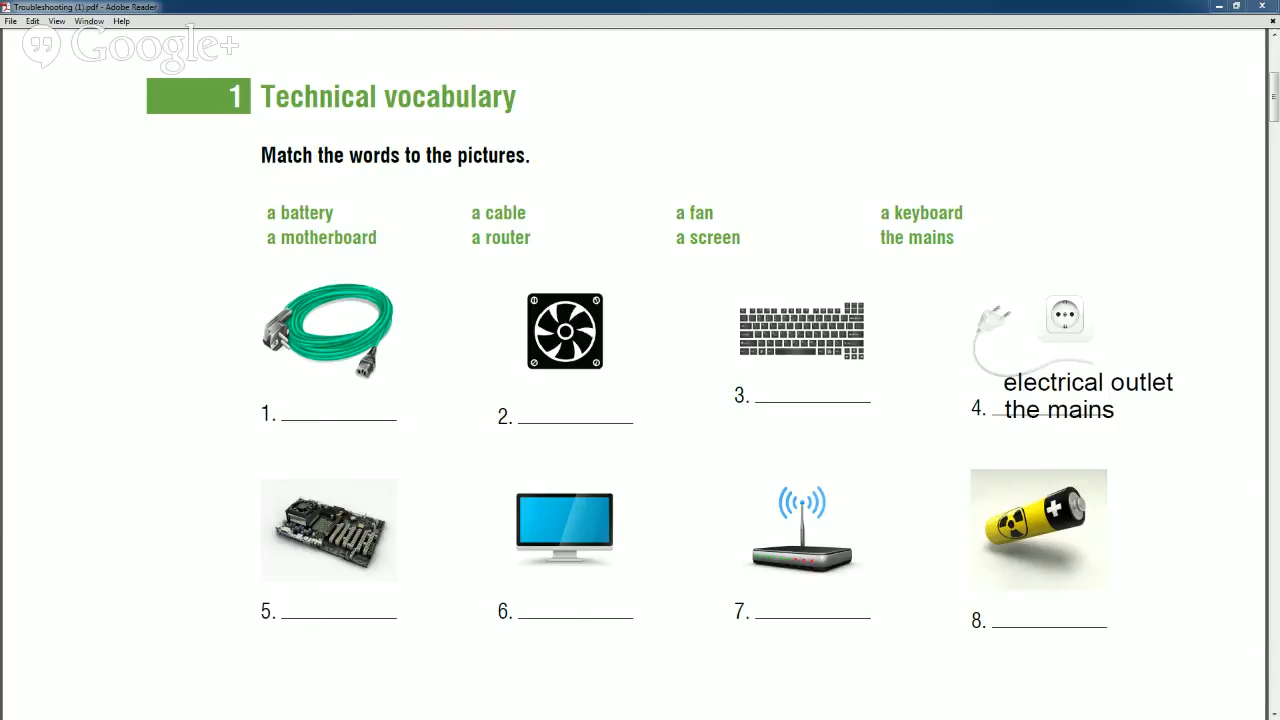 Troubleshooting (1).pdf - Adobe Reader
File Edit View Window Help
Google+
1 Technical vocabulary
Match the words to the pictures.
a battery a cable a fan a keyboard
a motherboard a router a screen the mains
electrical outlet
1. 2. 3. 4. the mains
5. 6. 7. 8.